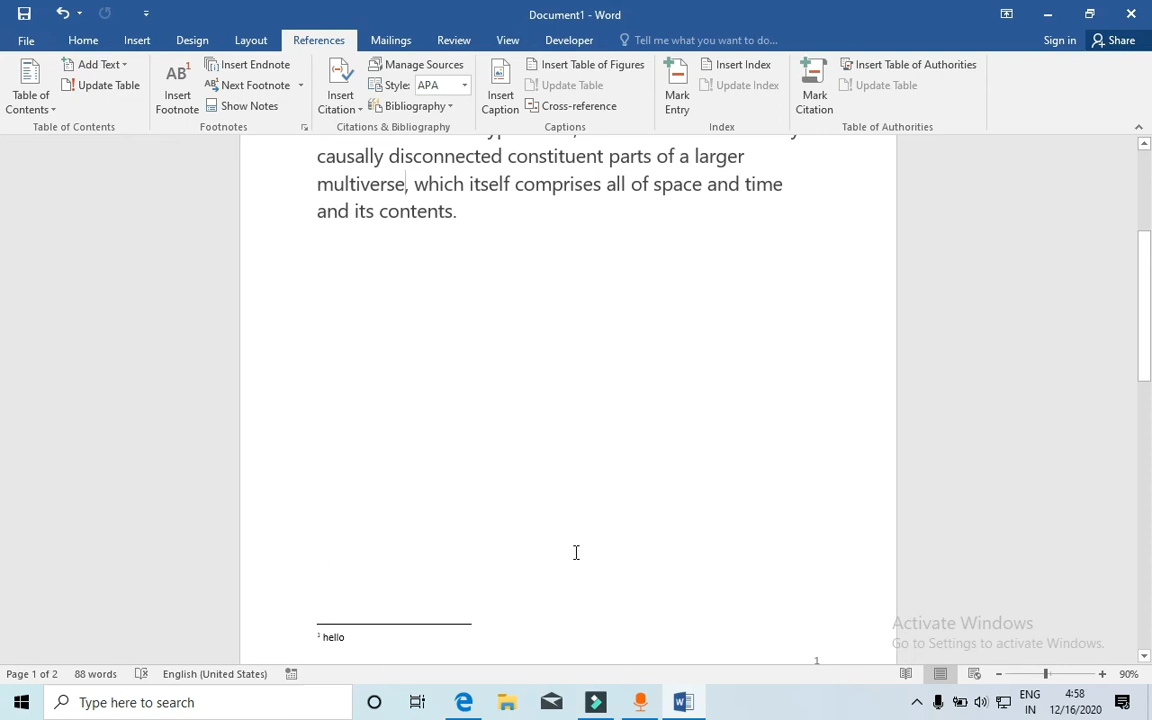 Document1 - Word
File Home Insert Design Layout References Mailings Review View Developer Tell me what you want to do... Sign in Share
Table of Contents
Add Text
Update Table
Table of Contents
AB1
Insert Footnote
Insert Endnote
AB1 Next Footnote
Show Notes
Footnotes
Insert Citation
Manage Sources
Style: APA
Bibliography
Citations & Bibliography
Insert Caption
Insert Table of Figures
Update Table
Cross-reference
Captions
Mark Entry
Insert Index
Update Index
Index
Mark Citation
Insert Table of Authorities
Update Table
Table of Authorities
causally disconnected constituent parts of a larger
multiverse, which itself comprises all of space and time
and its contents.
1 hello
1
Activate Windows
Go to Settings to activate Windows.
Page 1 of 2 88 words English (United States) 90%
Type here to search
ENG
IN
4:58
12/16/2020